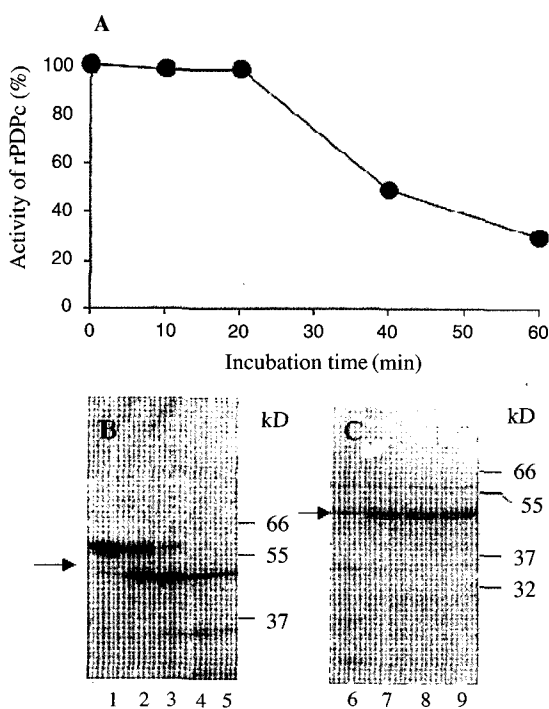 A
Activity of rPDPc (%)
100
80
60
40
20
0
0 10 20 30 40 50 60
Incubation time (min)
B
kD
66
55
37
1 2 3 4 5
C
kD
66
55
37
32
6 7 8 9